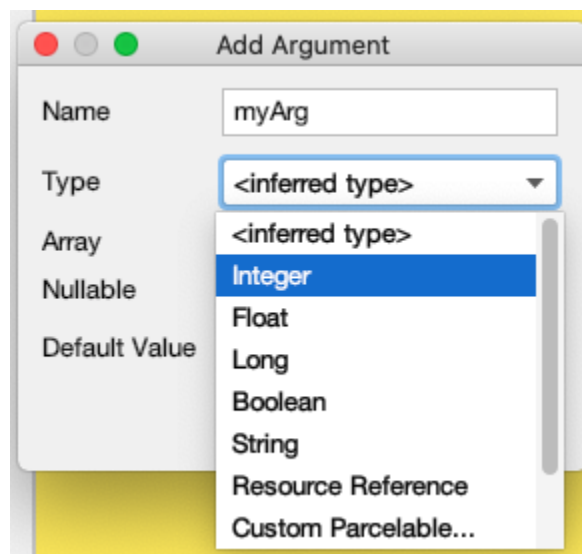 Add Argument
Name
myArg
Type
<inferred type>
Array
<inferred type>
Nullable
Integer
Default Value
Float
Long
Boolean
String
Resource Reference
Custom Parcelable...